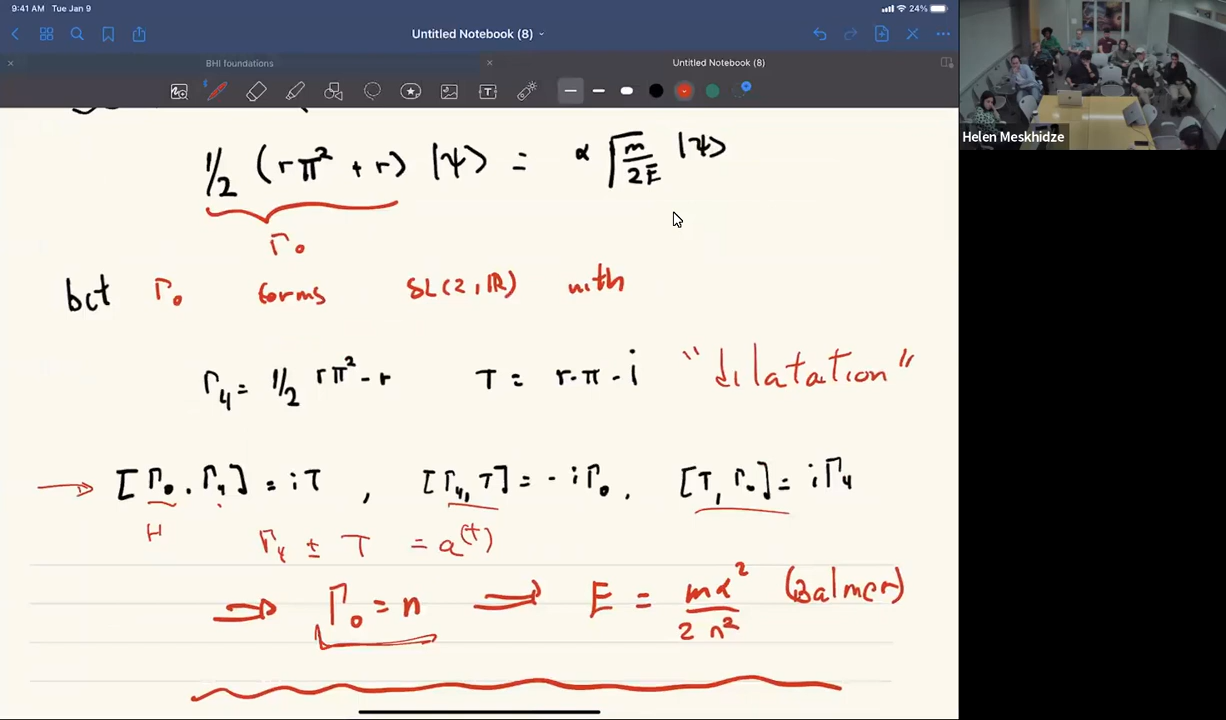 9:41 AM Tue Jan 9 24%
Untitled Notebook (8)
BHI foundations Untitled Notebook (8)
Helen Meskhidze
1/2 (rπ² + r) |ψ⟩ = α √(m/2E) |ψ⟩
Γ₀
but Γ₀ forms SL(2,ℝ) with
Γ₄ = 1/2 rπ² - r T = r·π - i "dilatation"
→ [Γ₀, Γ₄] = iT, [Γ₄, T] = -iΓ₀, [T, Γ₀] = iΓ₄
H Γ₄ ± T = a^(†)
⇒ Γ₀ = n ⇒ E = mα²/2n² (Balmer)